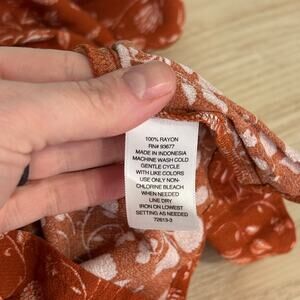 100% RAYON
RN# 93677
MADE IN INDONESIA
MACHINE WASH COLD
GENTLE CYCLE
WITH LIKE COLORS
USE ONLY NON-
CHLORINE BLEACH
WHEN NEEDED
LINE DRY
IRON ON LOWEST
SETTING AS NEEDED
72613-3